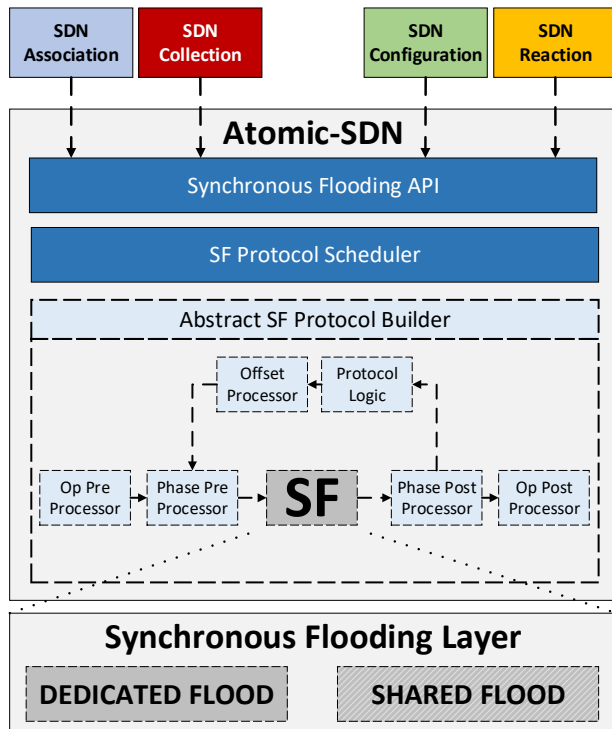 SDN
Association
SDN
Collection
SDN
Configuration
SDN
Reaction
Atomic-SDN
Synchronous Flooding API
SF Protocol Scheduler
Abstract SF Protocol Builder
Offset
Processor
Protocol
Logic
Op Pre
Processor
Phase Pre
Processor
SF
Phase Post
Processor
Op Post
Processor
Synchronous Flooding Layer
DEDICATED FLOOD
SHARED FLOOD